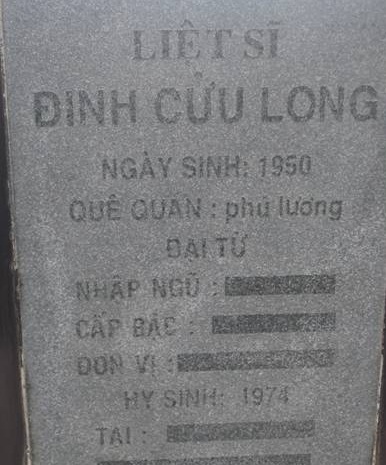 LIỆT SĨ
ĐINH CỬU LONG
NGÀY SINH: 1950
QUÊ QUÁN : phú lương
ĐẠI TỪ
NHẬP NGŨ :
CẤP BẬC :
ĐƠN VỊ :
HY SINH: 1974
TẠI :